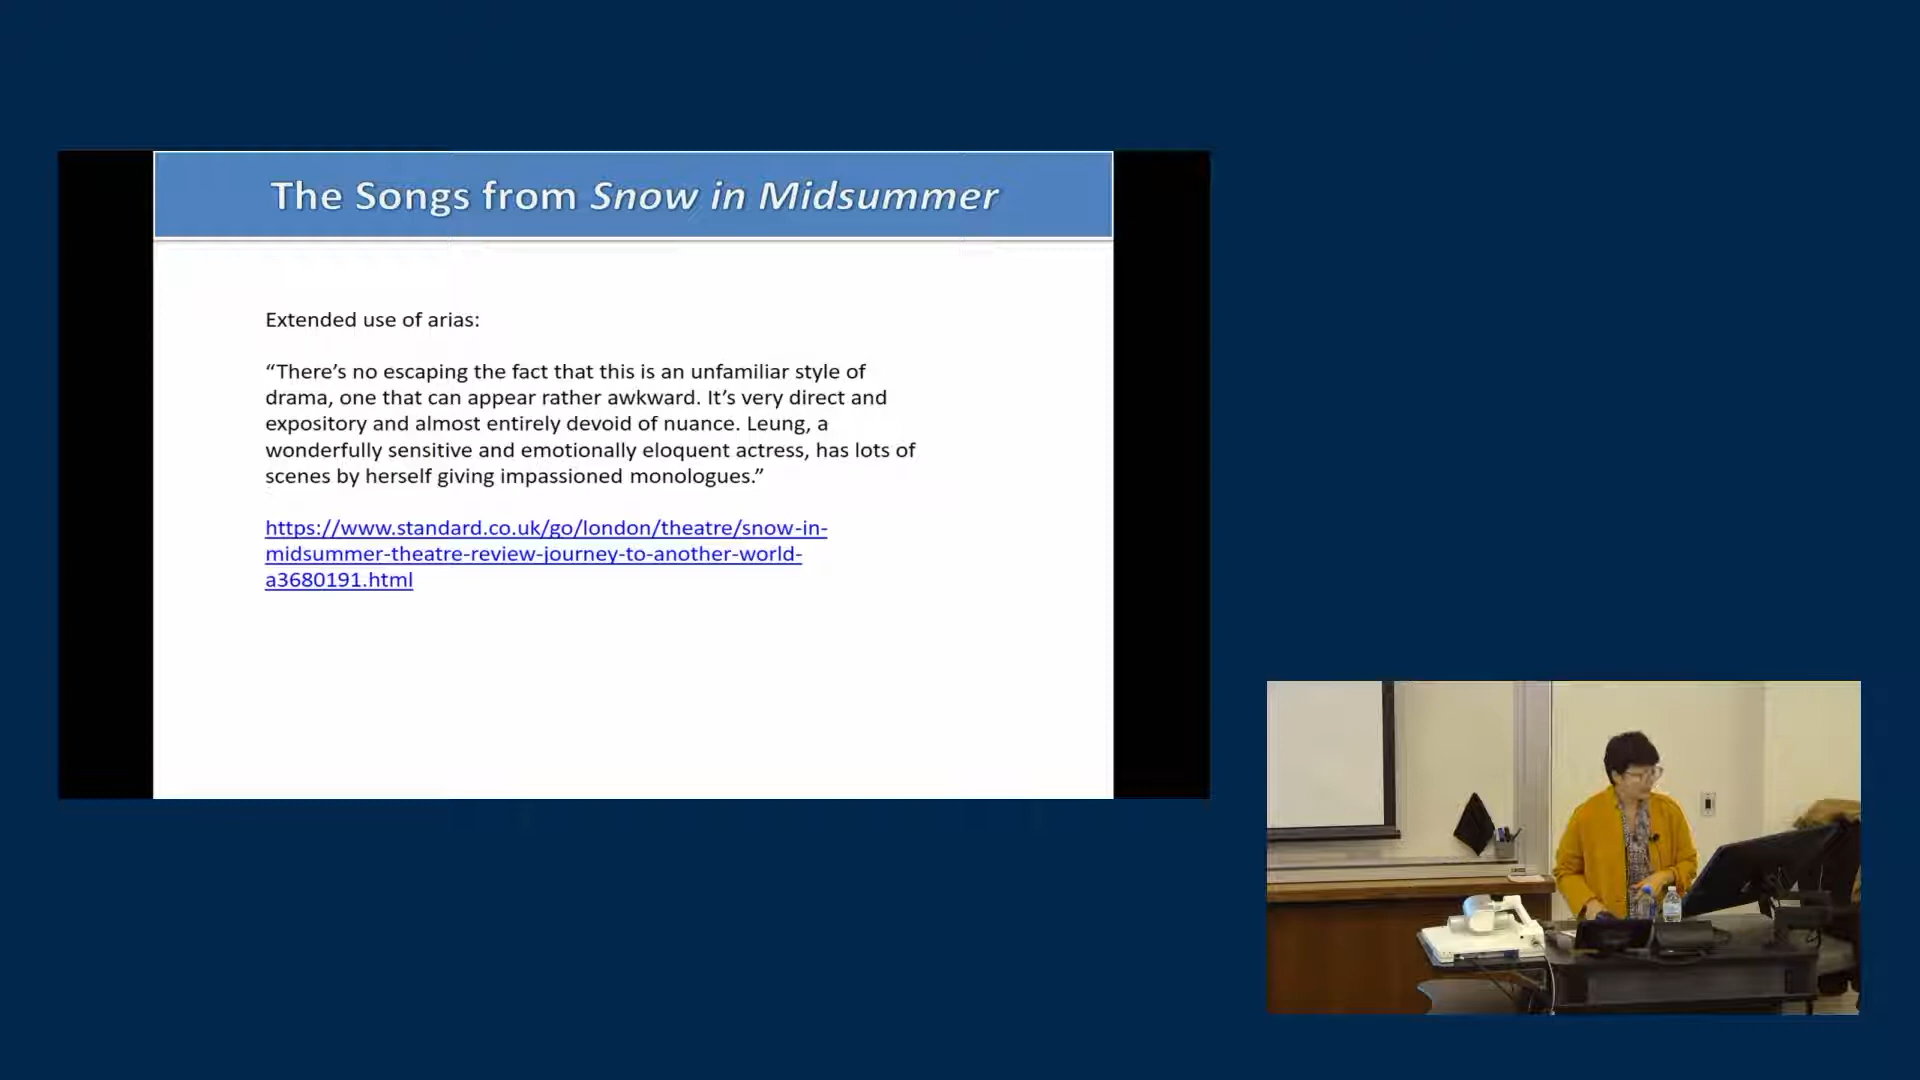 The Songs from Snow in Midsummer
Extended use of arias:
“There’s no escaping the fact that this is an unfamiliar style of
drama, one that can appear rather awkward. It’s very direct and
expository and almost entirely devoid of nuance. Leung, a
wonderfully sensitive and emotionally eloquent actress, has lots of
scenes by herself giving impassioned monologues.”
https://www.standard.co.uk/go/london/theatre/snow-in-
midsummer-theatre-review-journey-to-another-world-
a3680191.html